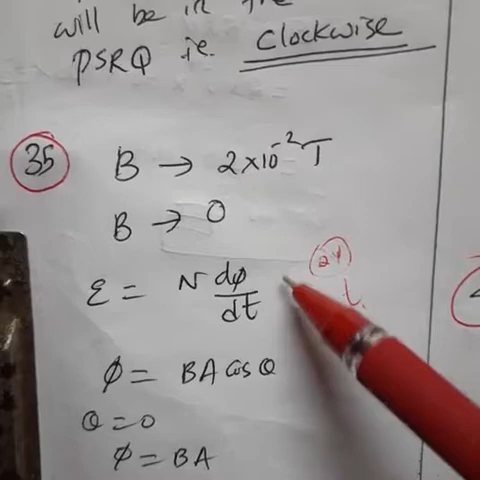 will be in the
PSRQ ie. Clockwise
35 B → 2×10⁻² T
B → 0
ε = N dφ/dt
t.
φ = BA cos θ
θ = 0
φ = BA